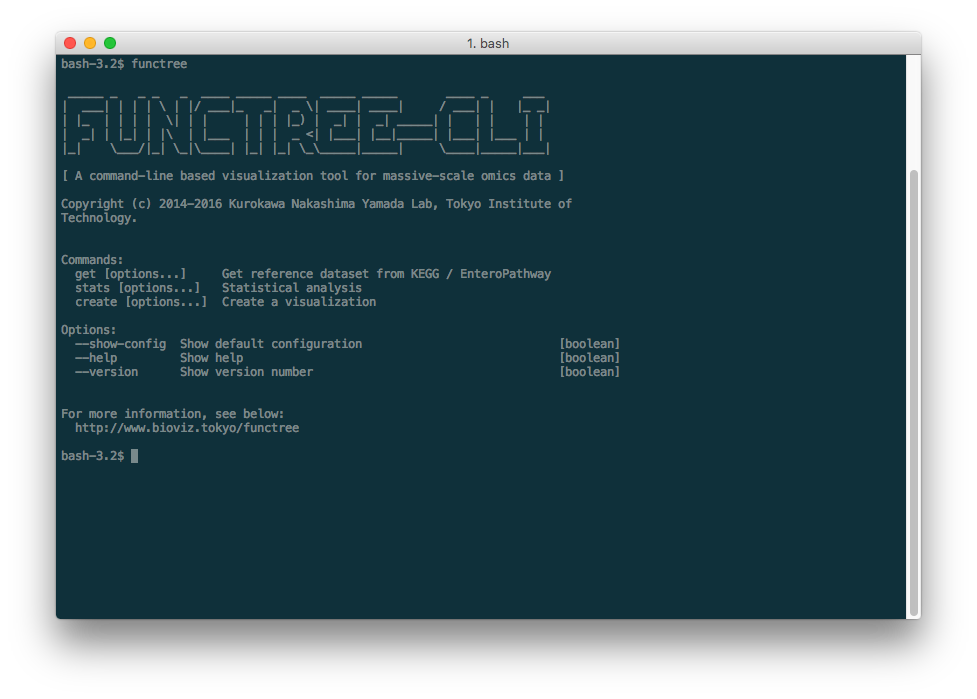 1. bash
bash-3.2$ functree
FUNCTREE-CLI
[ A command-line based visualization tool for massive-scale omics data ]
Copyright (c) 2014-2016 Kurokawa Nakashima Yamada Lab, Tokyo Institute of
Technology.
Commands:
get [options...] Get reference dataset from KEGG / EnteroPathway
stats [options...] Statistical analysis
create [options...] Create a visualization
Options:
--show-config Show default configuration [boolean]
--help Show help [boolean]
--version Show version number [boolean]
For more information, see below:
http://www.bioviz.tokyo/functree
bash-3.2$